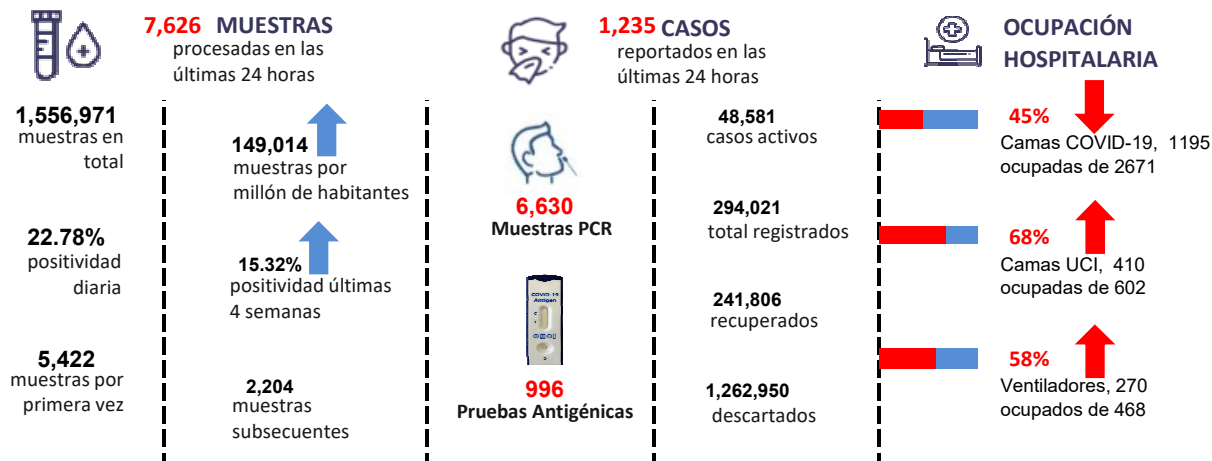 7,626 MUESTRAS
procesadas en las
últimas 24 horas
1,556,971
muestras en
total
149,014
muestras por
millón de habitantes
22.78%
positividad
diaria
15.32%
positividad últimas
4 semanas
5,422
muestras por
primera vez
2,204
muestras
subsecuentes
1,235 CASOS
reportados en las
últimas 24 horas
6,630
Muestras PCR
COVID-19
Antigen
996
Pruebas Antigénicas
48,581
casos activos
294,021
total registrados
241,806
recuperados
1,262,950
descartados
OCUPACIÓN
HOSPITALARIA
45%
Camas COVID-19, 1195
ocupadas de 2671
68%
Camas UCI, 410
ocupadas de 602
58%
Ventiladores, 270
ocupados de 468